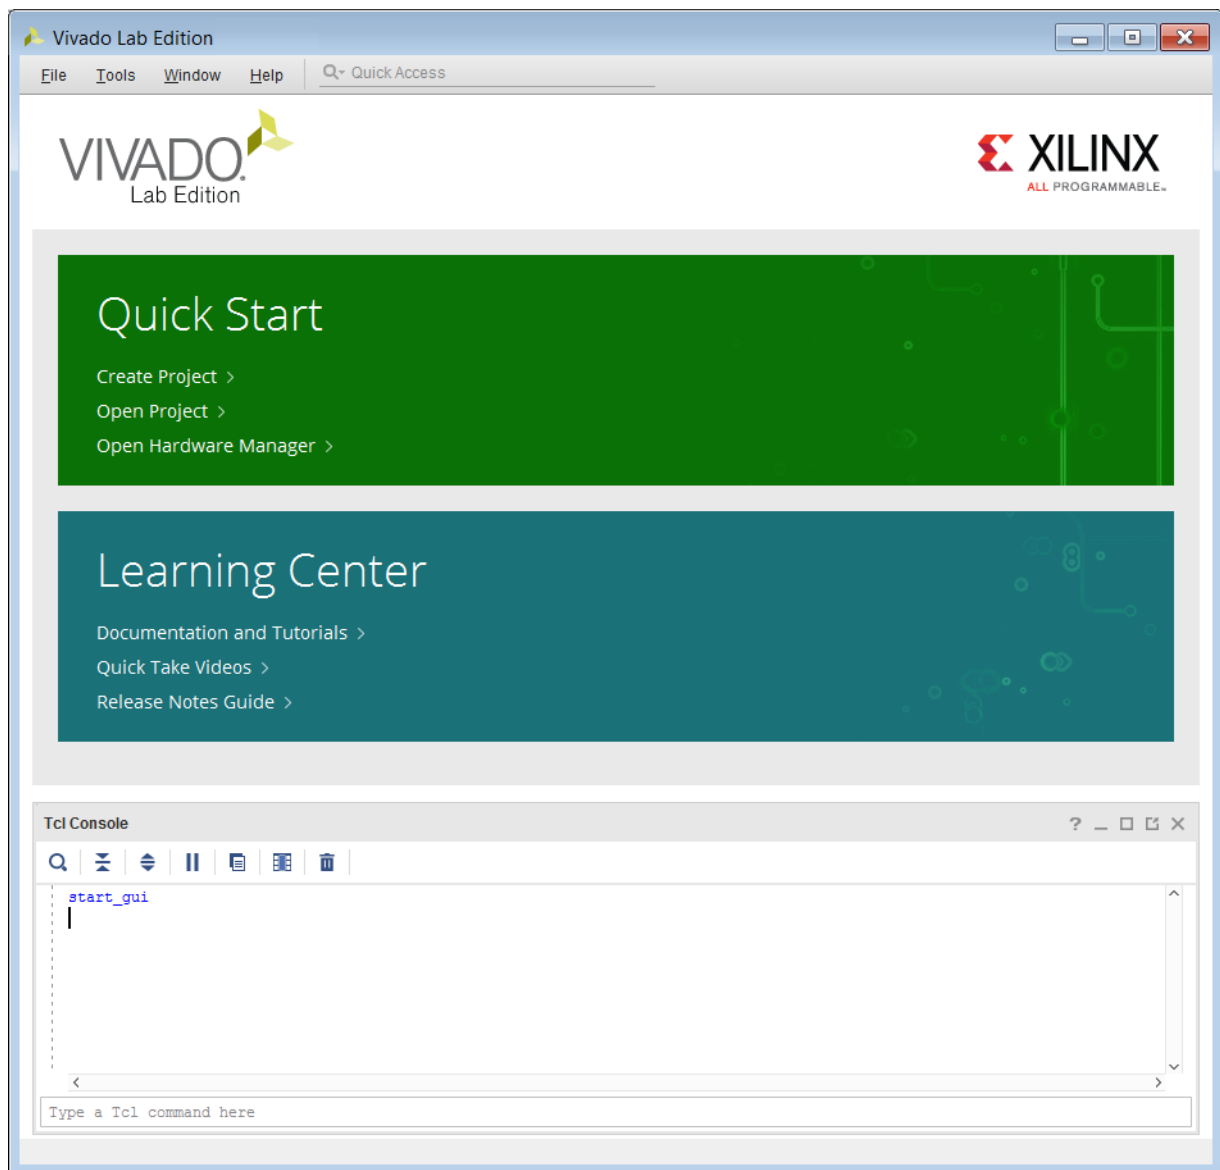 Vivado Lab Edition
File Tools Window Help Quick Access
VIVADO.
Lab Edition
XILINX
ALL PROGRAMMABLE™
Quick Start
Create Project >
Open Project >
Open Hardware Manager >
Learning Center
Documentation and Tutorials >
Quick Take Videos >
Release Notes Guide >
Tcl Console
start_gui
Type a Tcl command here